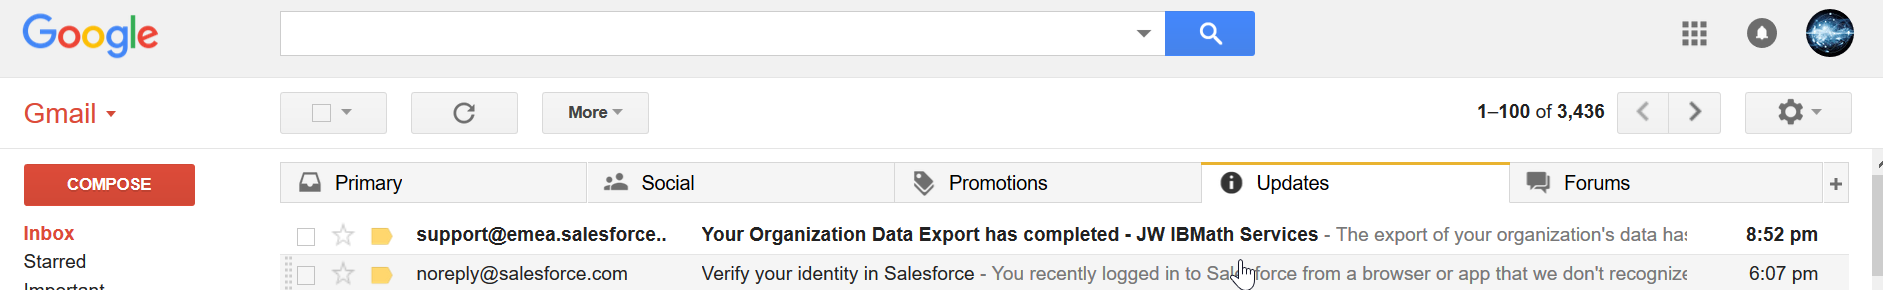 Google
Gmail
More
1–100 of 3,436
COMPOSE
Primary
Social
Promotions
Updates
Forums
+
Inbox
support@emea.salesforce.. Your Organization Data Export has completed - JW IBMath Services - The export of your organization's data has 8:52 pm
Starred
noreply@salesforce.com Verify your identity in Salesforce - You recently logged in to Salesforce from a browser or app that we don't recognize 6:07 pm
Important